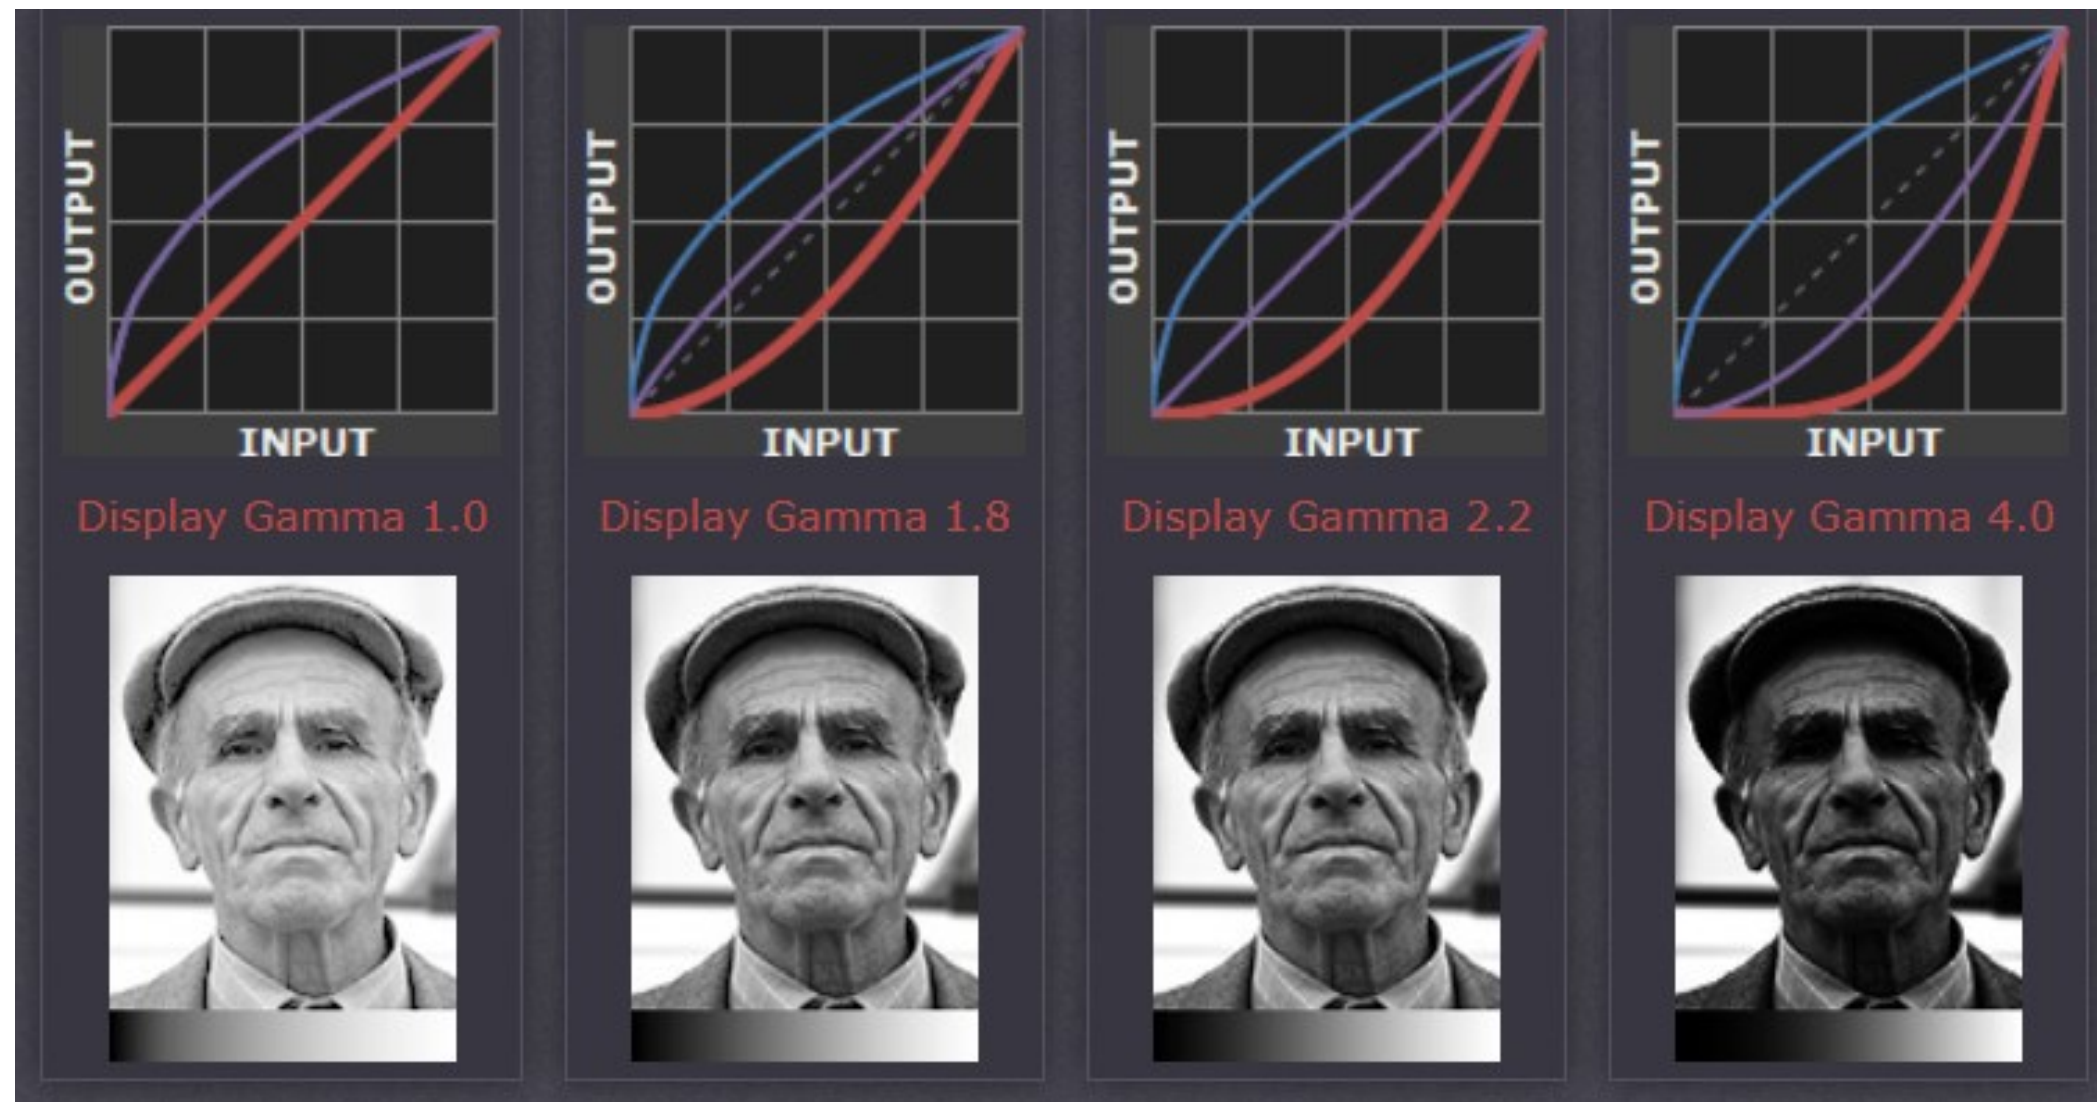 OUTPUT
INPUT
Display Gamma 1.0
OUTPUT
INPUT
Display Gamma 1.8
OUTPUT
INPUT
Display Gamma 2.2
OUTPUT
INPUT
Display Gamma 4.0